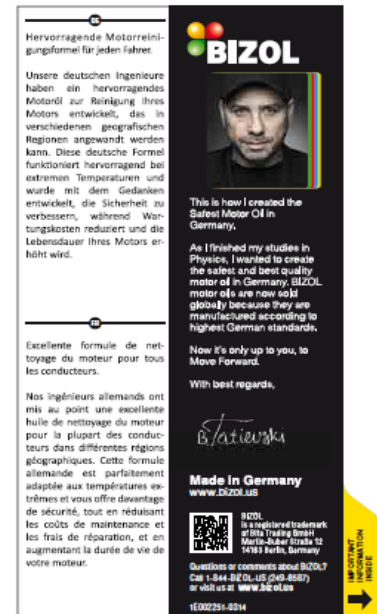 DE
Hervorragende Motorreini-
gungsformel für jeden Fahrer.
Unsere deutschen Ingenieure
haben ein hervorragendes
Motoröl zur Reinigung Ihres
Motors entwickelt, das in
verschiedenen geografischen
Regionen angewandt werden
kann. Diese deutsche Formel
funktioniert hervorragend bei
extremen Temperaturen und
wurde mit dem Gedanken
entwickelt, die Sicherheit zu
verbessern, während War-
tungskosten reduziert und die
Lebensdauer Ihres Motors er-
höht wird.
FR
Excellente formule de net-
toyage du moteur pour tous
les conducteurs.
Nos ingénieurs allemands ont
mis au point une excellente
huile de nettoyage du moteur
pour la plupart des conduc-
teurs dans différentes régions
géographiques. Cette formule
allemande est parfaitement
adaptée aux températures ex-
trêmes et vous offre davantage
de sécurité, tout en réduisant
les coûts de maintenance et
les frais de réparation, et en
augmentant la durée de vie de
votre moteur.
BIZOL
This is how I created the
Safest Motor Oil in
Germany,
As I finished my studies in
Physics, I wanted to create
the safest and best quality
motor oil in Germany. BIZOL
motor oils are now sold
globally because they are
manufactured according to
highest German standards.
Now it's only up to you, to
Move Forward.
With best regards,
B. Tatievski
Made in Germany
www.bizol.us
BIZOL
is a registered trademark
of Bita Trading GmbH
Martin-Buber Straße 12
14163 Berlin, Germany
Questions or comments about BIZOL?
Call 1-844-BIZOL-US (249-6587)
or visit us at www.bizol.us
1E002251-0314
IMPORTANT
INFORMATION
INSIDE